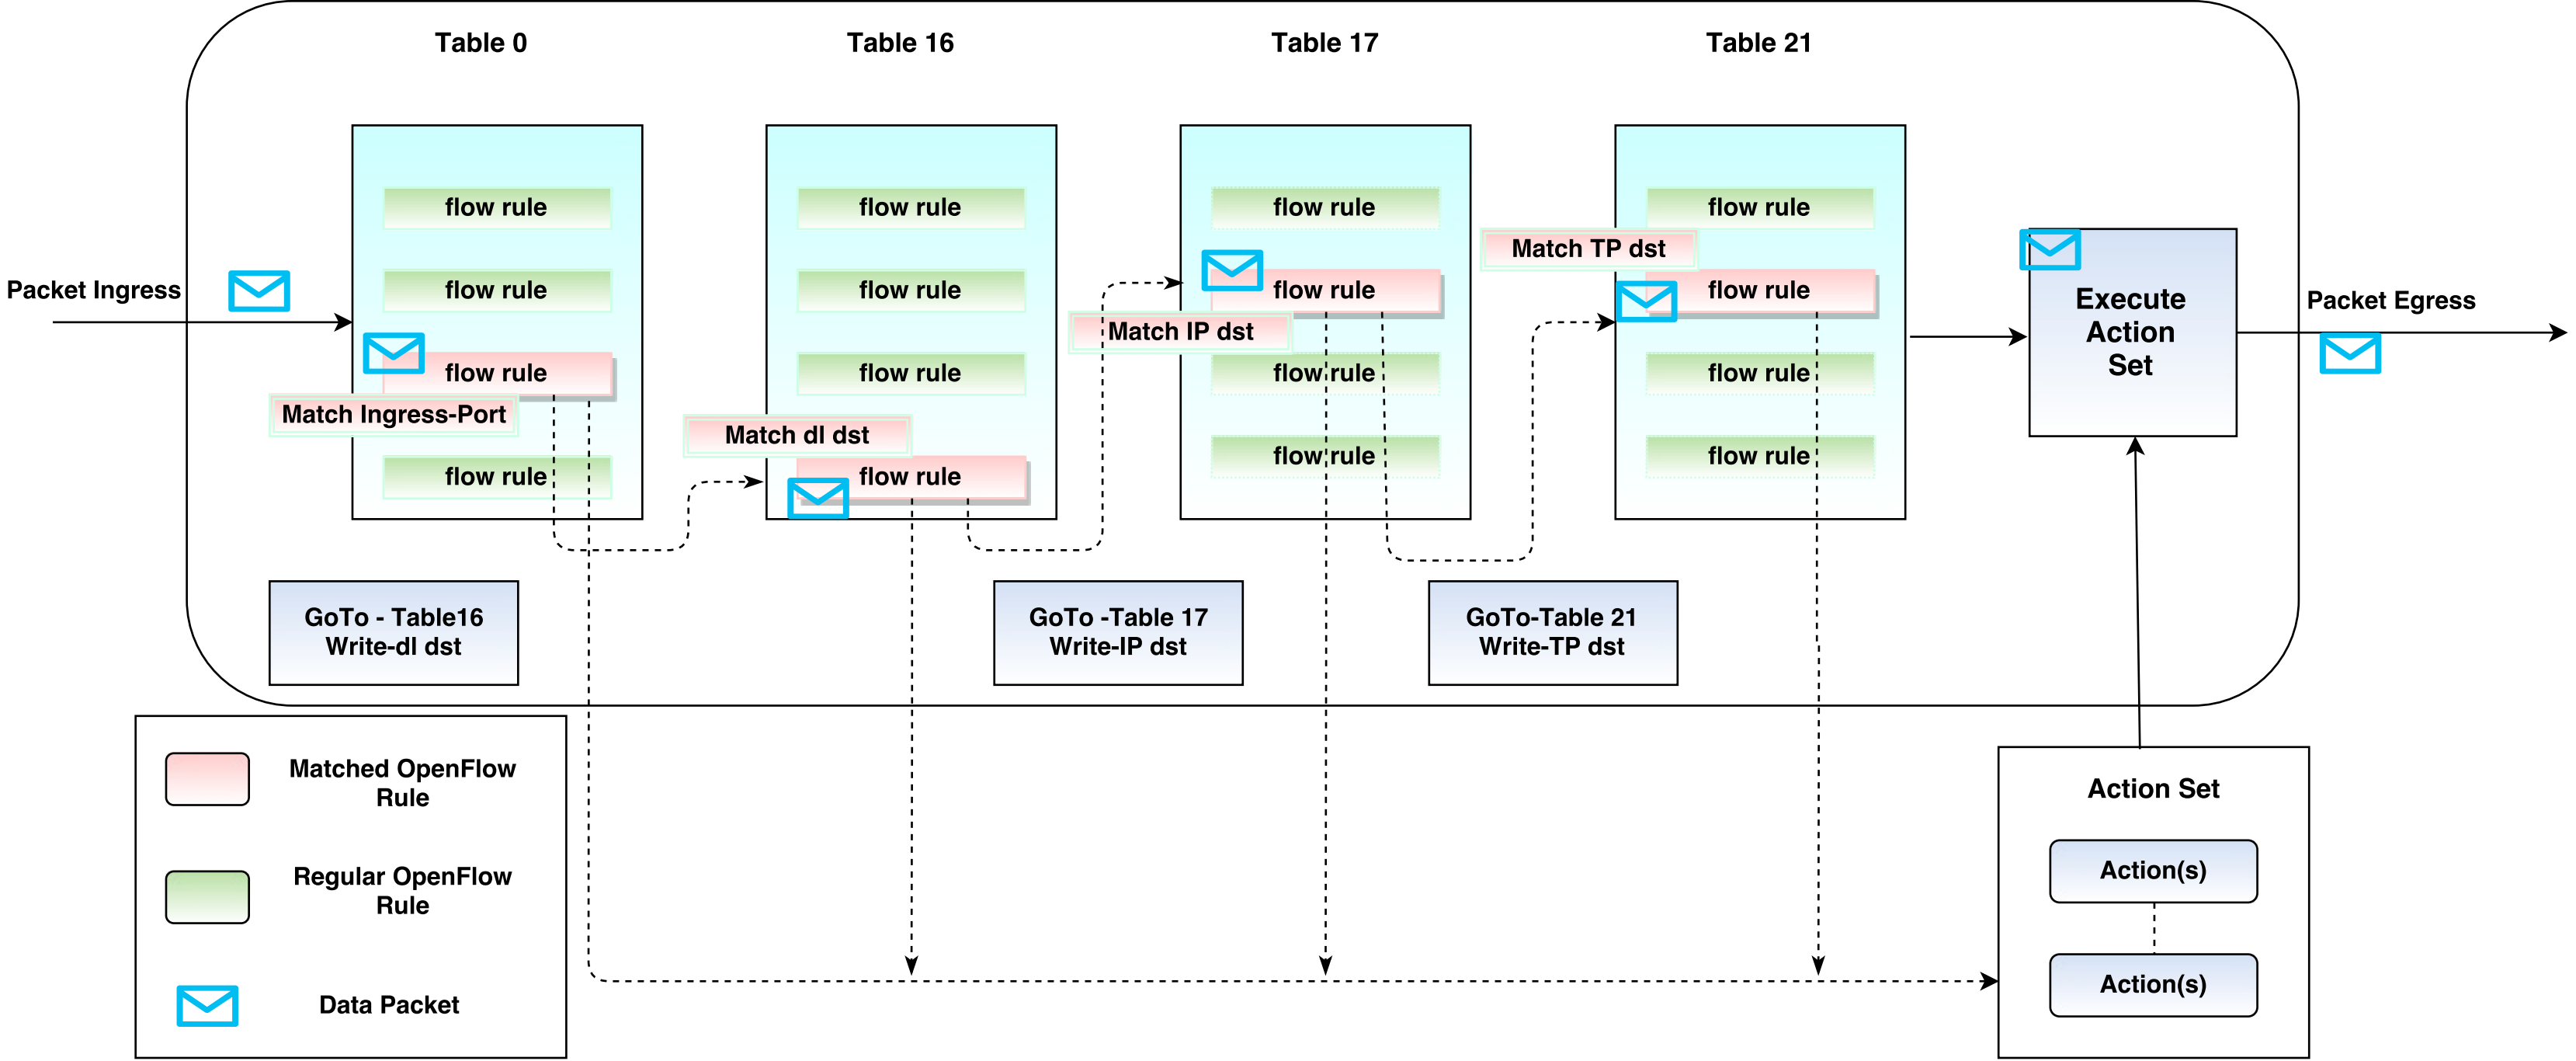 Table 0
Table 16
Table 17
Table 21
flow rule
flow rule
flow rule
flow rule
Match TP dst
Packet Ingress
flow rule
flow rule
flow rule
flow rule
Execute
Action
Set
Packet Egress
Match IP dst
flow rule
flow rule
flow rule
flow rule
Match Ingress-Port
Match dl dst
flow rule
flow rule
flow rule
flow rule
GoTo - Table16
Write-dl dst
GoTo -Table 17
Write-IP dst
GoTo-Table 21
Write-TP dst
Matched OpenFlow
Rule
Regular OpenFlow
Rule
Data Packet
Action Set
Action(s)
Action(s)